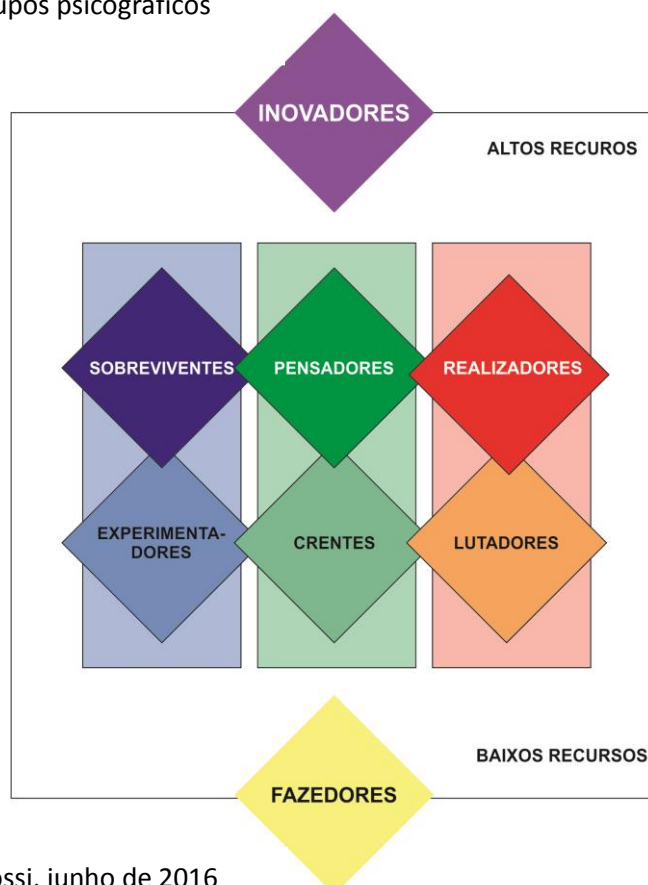 upos psicográficos
INOVADORES
ALTOS RECUROS
SOBREVIVENTES
PENSADORES
REALIZADORES
EXPERIMENTA-
DORES
CRENTES
LUTADORES
BAIXOS RECURSOS
FAZEDORES
ossi, junho de 2016